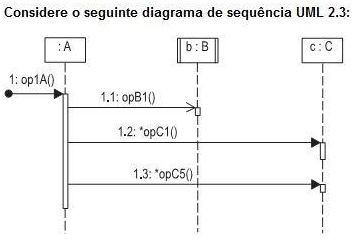 Considere o seguinte diagrama de sequência UML 2.3:
: A
b: B
c: C
1: op1A()
1.1: opB1()
1.2: *opC1()
1.3: *opC5()